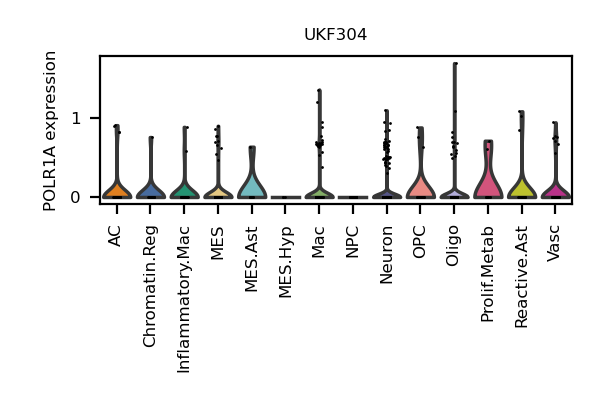 UKF304
POLR1A expression
1
0
AC
Chromatin.Reg
Inflammatory.Mac
MES
MES.Ast
MES.Hyp
Mac
NPC
Neuron
OPC
Oligo
Prolif.Metab
Reactive.Ast
Vasc